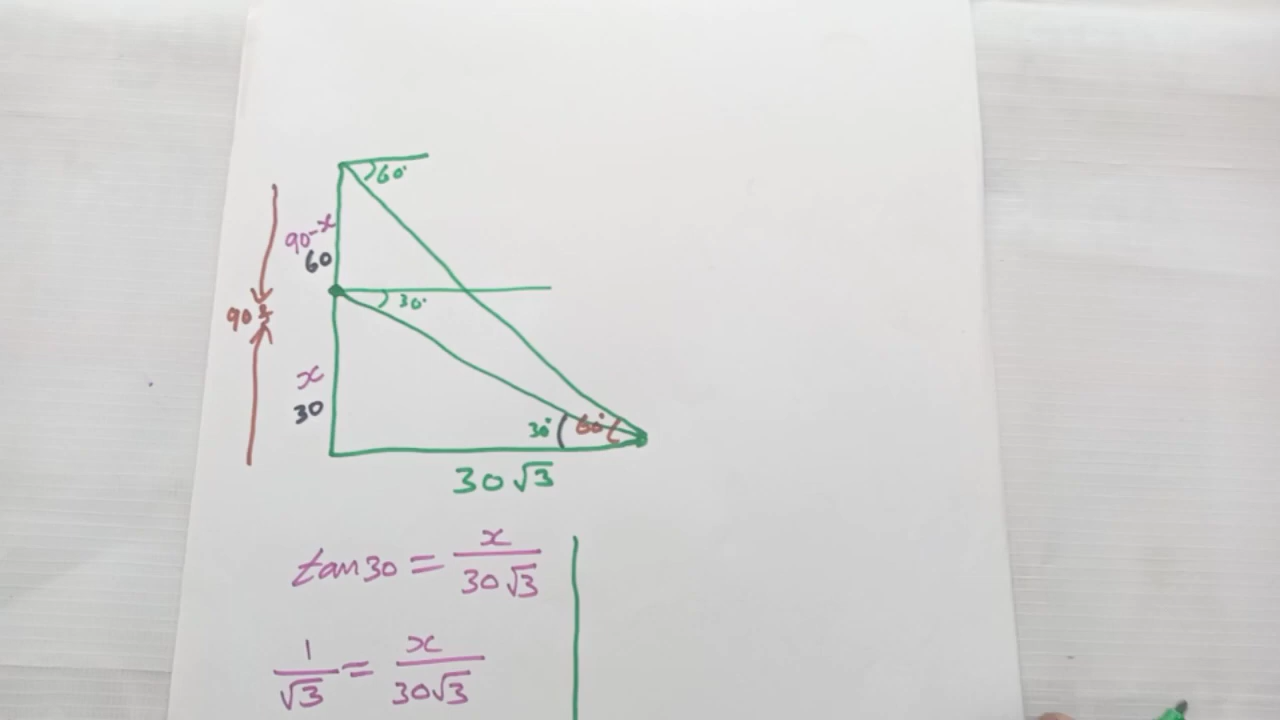 60°
90-x
60
30°
90
x
30
30° 60°
30√3
tan30 = x/30√3
1/√3 = x/30√3